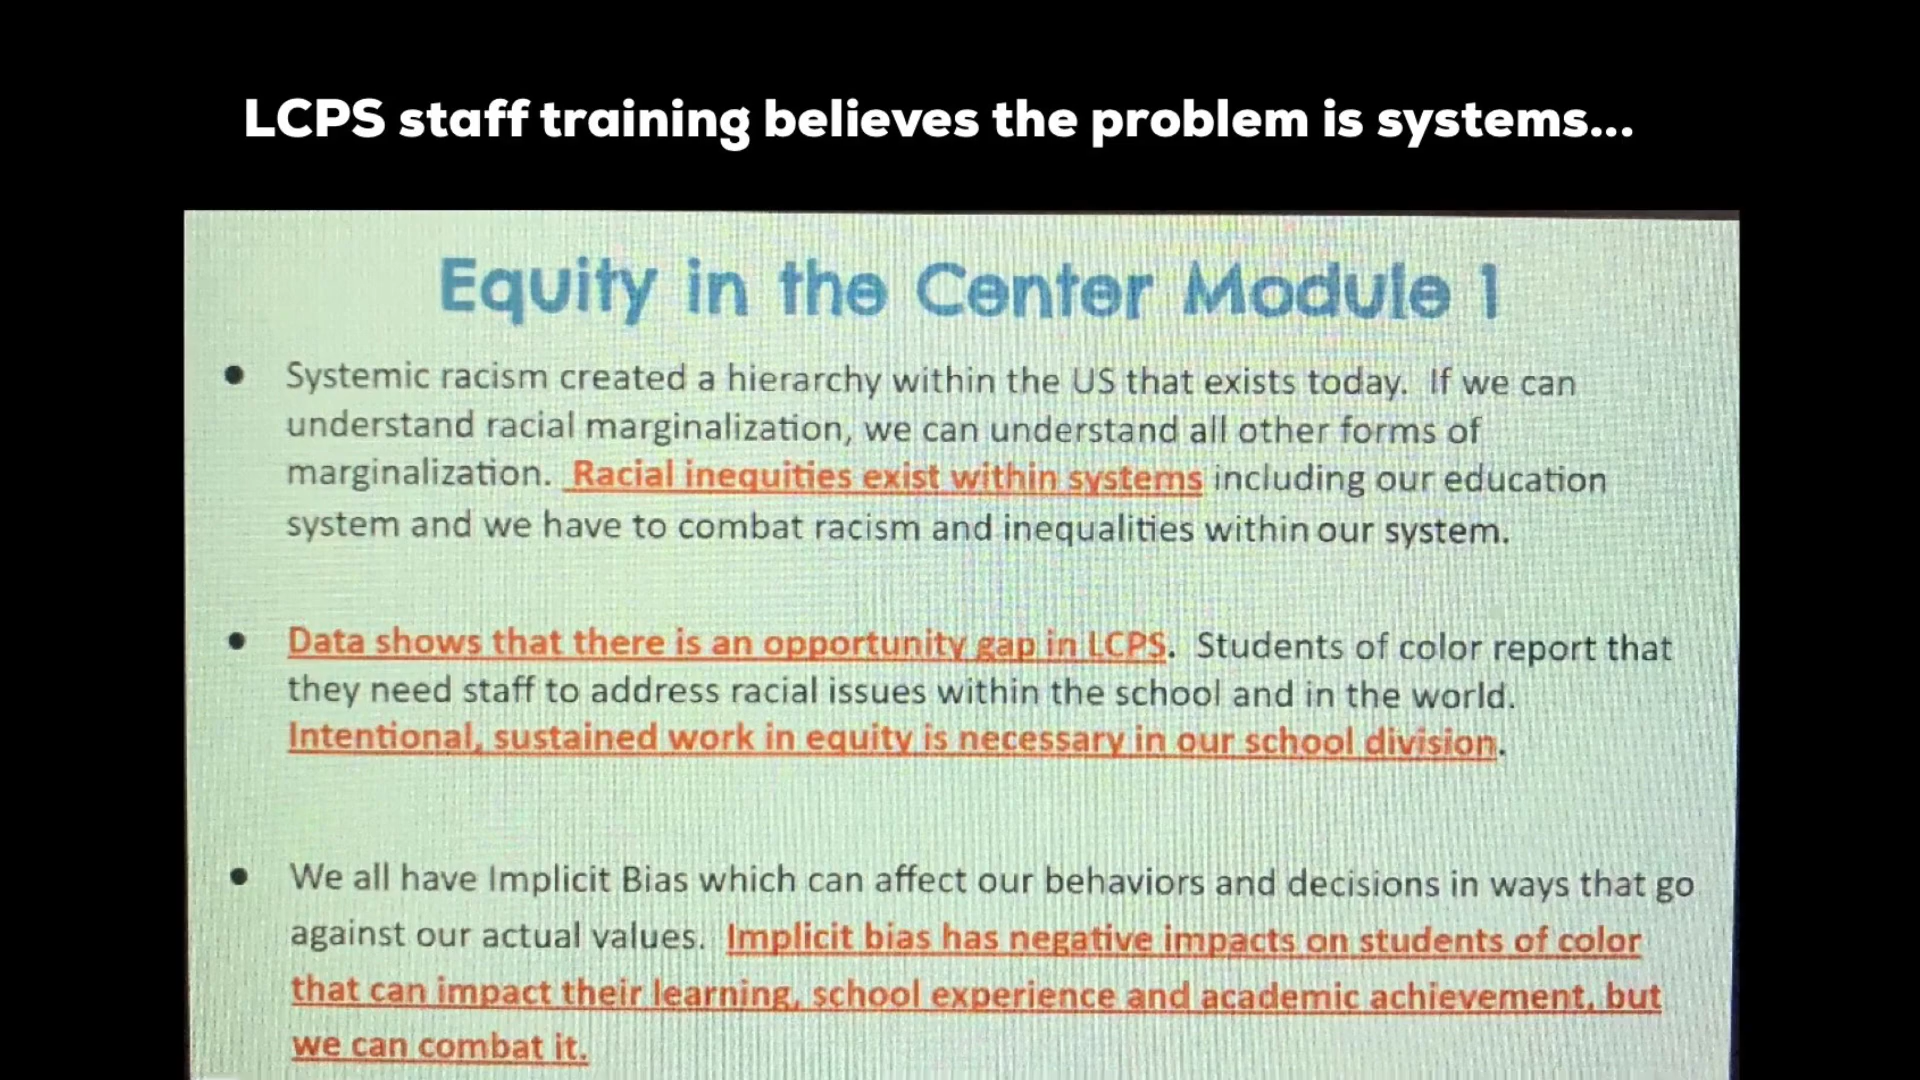 LCPS staff training believes the problem is systems...
Equity in the Center Module 1
• Systemic racism created a hierarchy within the US that exists today. If we can
understand racial marginalization, we can understand all other forms of
marginalization. Racial inequities exist within systems including our education
system and we have to combat racism and inequalities within our system.
• Data shows that there is an opportunity gap in LCPS. Students of color report that
they need staff to address racial issues within the school and in the world.
Intentional, sustained work in equity is necessary in our school division.
• We all have Implicit Bias which can affect our behaviors and decisions in ways that go
against our actual values. Implicit bias has negative impacts on students of color
that can impact their learning, school experience and academic achievement, but
we can combat it.